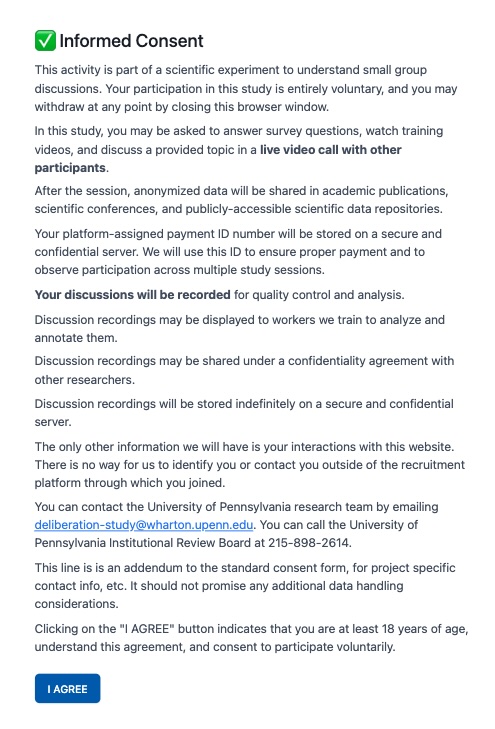 ✅ Informed Consent
This activity is part of a scientific experiment to understand small group
discussions. Your participation in this study is entirely voluntary, and you may
withdraw at any point by closing this browser window.
In this study, you may be asked to answer survey questions, watch training
videos, and discuss a provided topic in a live video call with other
participants.
After the session, anonymized data will be shared in academic publications,
scientific conferences, and publicly-accessible scientific data repositories.
Your platform-assigned payment ID number will be stored on a secure and
confidential server. We will use this ID to ensure proper payment and to
observe participation across multiple study sessions.
Your discussions will be recorded for quality control and analysis.
Discussion recordings may be displayed to workers we train to analyze and
annotate them.
Discussion recordings may be shared under a confidentiality agreement with
other researchers.
Discussion recordings will be stored indefinitely on a secure and confidential
server.
The only other information we will have is your interactions with this website.
There is no way for us to identify you or contact you outside of the recruitment
platform through which you joined.
You can contact the University of Pennsylvania research team by emailing
deliberation-study@wharton.upenn.edu. You can call the University of
Pennsylvania Institutional Review Board at 215-898-2614.
This line is is an addendum to the standard consent form, for project specific
contact info, etc. It should not promise any additional data handling
considerations.
Clicking on the "I AGREE" button indicates that you are at least 18 years of age,
understand this agreement, and consent to participate voluntarily.
I AGREE